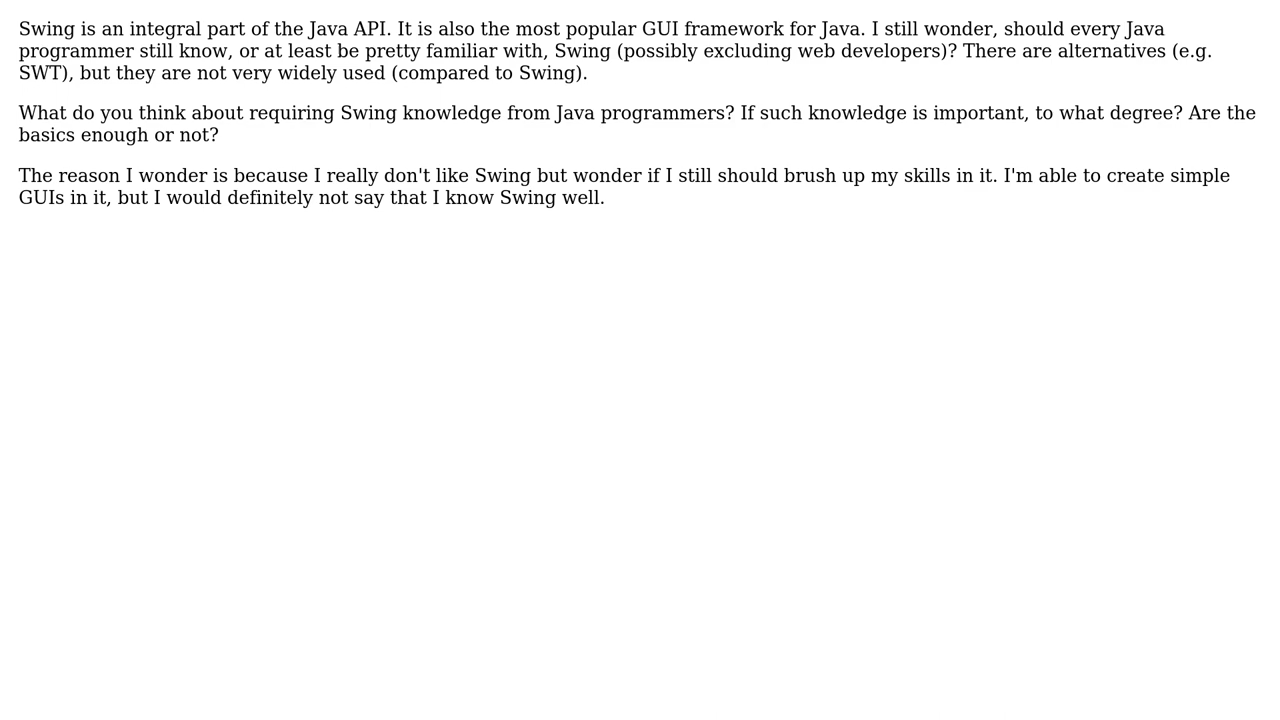 Swing is an integral part of the Java API. It is also the most popular GUI framework for Java. I still wonder, should every Java
programmer still know, or at least be pretty familiar with, Swing (possibly excluding web developers)? There are alternatives (e.g.
SWT), but they are not very widely used (compared to Swing).
What do you think about requiring Swing knowledge from Java programmers? If such knowledge is important, to what degree? Are the
basics enough or not?
The reason I wonder is because I really don't like Swing but wonder if I still should brush up my skills in it. I'm able to create simple
GUIs in it, but I would definitely not say that I know Swing well.